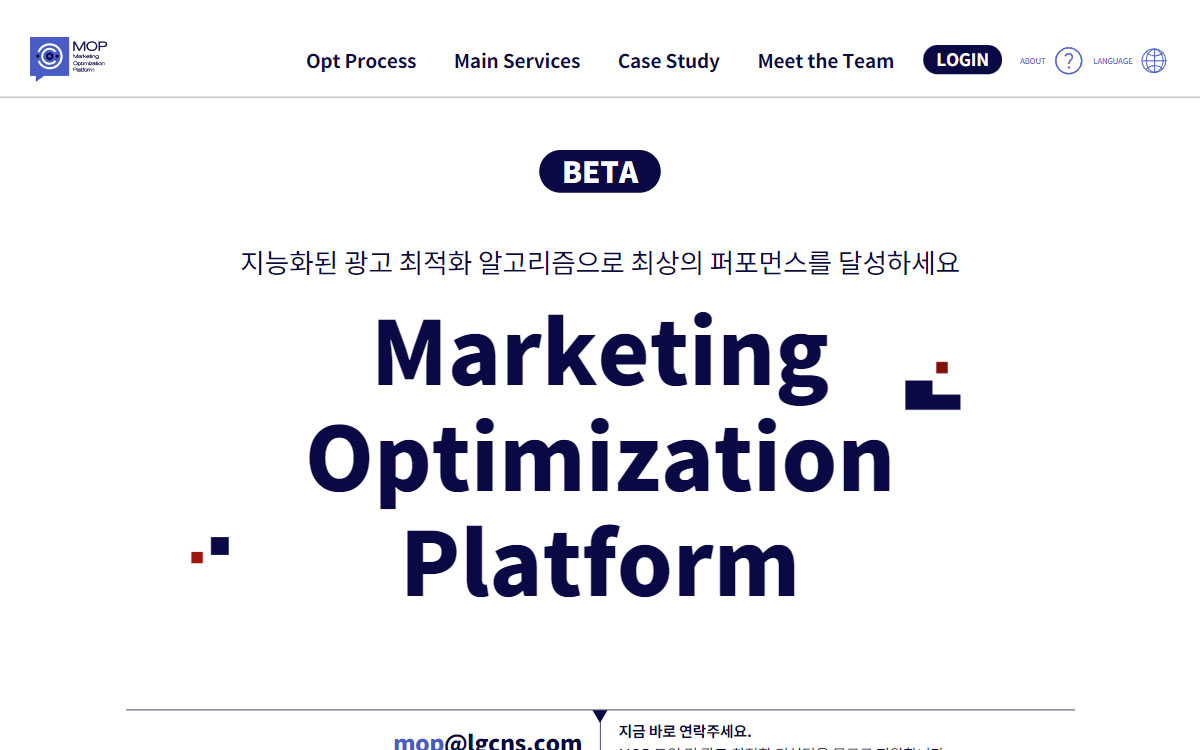 MOP
Marketing
Optimization
Platform
Opt Process
Main Services
Case Study
Meet the Team
LOGIN
ABOUT
?
LANGUAGE
BETA
지능화된 광고 최적화 알고리즘으로 최상의 퍼포먼스를 달성하세요
Marketing
Optimization
Platform
mop@lgcns.com
지금 바로 연락주세요.